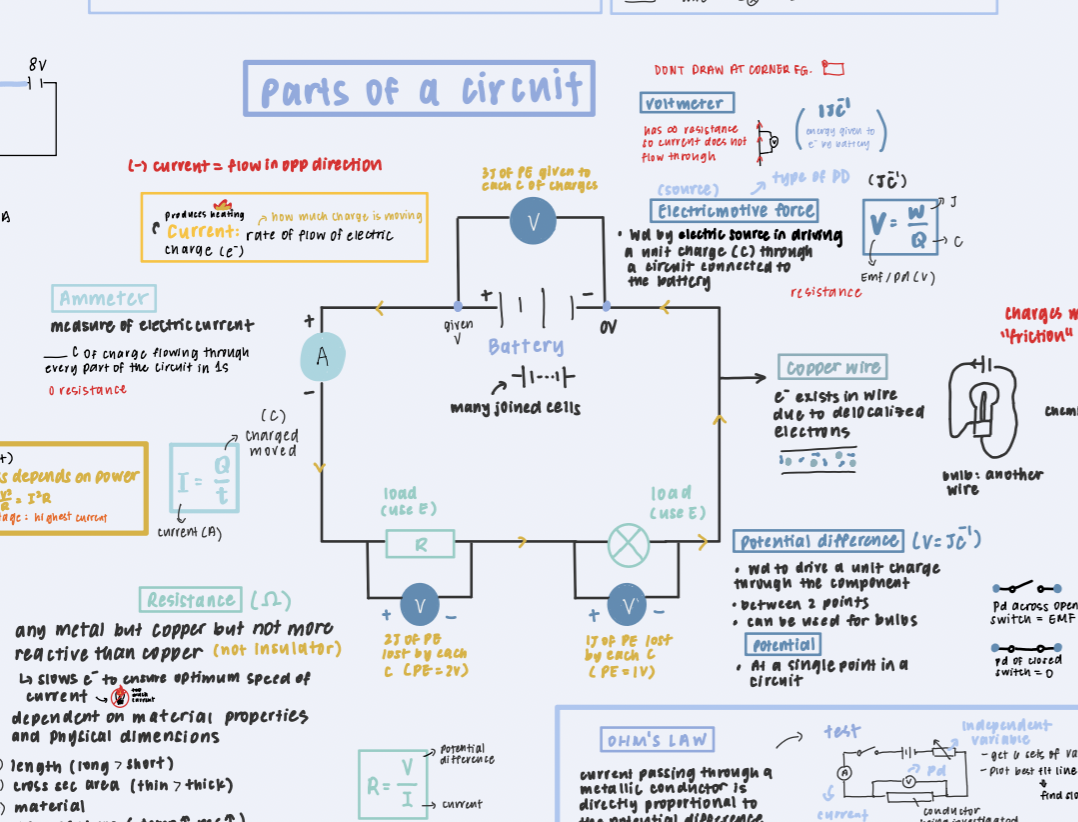 8V
Parts of a circuit
DONT DRAW AT CORNER EG.
voltmeter
has ∞ resistance
so current does not
flow through
1JC⁻¹
energy given to
e⁻ by battery
(-) current = flow in opp direction
3J of PE given to
each C of charges
V
produces heating
how much charge is moving
Current: rate of flow of electric
charge (e⁻)
(source)
type of PD
(JC⁻¹)
Electricmotive force
• wd by electric source in driving
a unit charge (C) through
a circuit connected to
the battery
V = W/Q
J
C
Emf/Pd (V)
resistance
Ammeter
measure of electric current
___ C of charge flowing through
every part of the circuit in 1s
0 resistance
+
A
-
+
-
given
V
0V
Battery
many joined cells
charges
"friction"
Copper wire
e⁻ exists in wire
due to delocalized
electrons
bulb: another
wire
(C)
charged
moved
I = Q/t
current (A)
depends on power
= I²R
highest current
load
(use E)
R
load
(use E)
+ V -
+ V -
2J of PE
lost by each
C (PE=2V)
1J of PE lost
by each C
(PE=1V)
Potential difference (V=JC⁻¹)
• wd to drive a unit charge
through the component
• between 2 points
• can be used for bulbs
Potential
• At a single point in a
circuit
Pd across open
switch = EMF
Pd of closed
switch = 0
Resistance (Ω)
any metal but copper but not more
reactive than copper (not insulator)
↳ slows e⁻ to ensure optimum speed of
current
dependent on material properties
and physical dimensions
) length (long > short)
) cross sec area (thin > thick)
) material
R = V/I
potential
difference
current
OHM'S LAW
current passing through a
metallic conductor is
directly proportional to
the potential difference
test
independent
variable
- get 6 sets of
- plot best fit line
A
V
Pd
current
conductor
being investigated